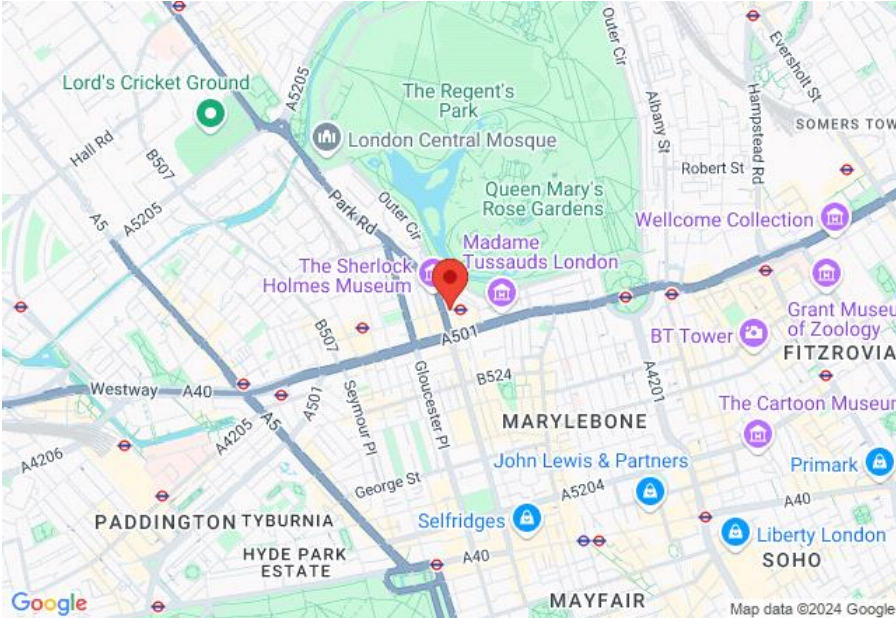 Lord's Cricket Ground
A5205
Outer Cir
Eversholt St
The Regent's
Park
Albany St
Hampstead Rd
SOMERS TOW
Hall Rd
B507
London Central Mosque
Robert St
A5205
A5
Park Rd
Outer Cir
Queen Mary's
Rose Gardens
Wellcome Collection
Madame
Tussauds London
The Sherlock
Holmes Museum
Grant Museu
of Zoology
B507
A501
BT Tower
FITZROVIA
Westway
A40
A501
Seymour Pl
Gloucester Pl
B524
A4201
The Cartoon Museum
MARYLEBONE
A4205
A5
A4206
John Lewis & Partners
Primark
George St
A5204
A40
Selfridges
PADDINGTON
TYBURNIA
Liberty London
HYDE PARK
ESTATE
A40
SOHO
MAYFAIR
Google
Map data ©2024 Google